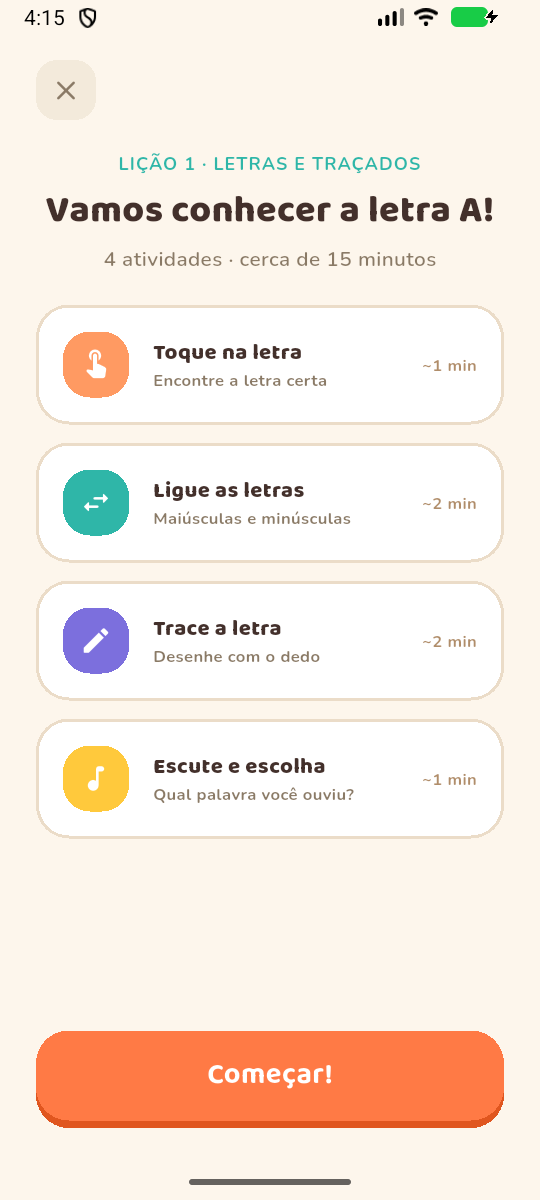 4:15
LIÇÃO 1 · LETRAS E TRAÇADOS
Vamos conhecer a letra A!
4 atividades · cerca de 15 minutos
Toque na letra
Encontre a letra certa
~1 min
Ligue as letras
Maiúsculas e minúsculas
~2 min
Trace a letra
Desenhe com o dedo
~2 min
Escute e escolha
Qual palavra você ouviu?
~1 min
Começar!